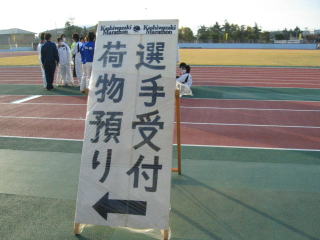 Kashiwazaki Marathon Kashiwazaki Marathon
選手受付
荷物預り
←